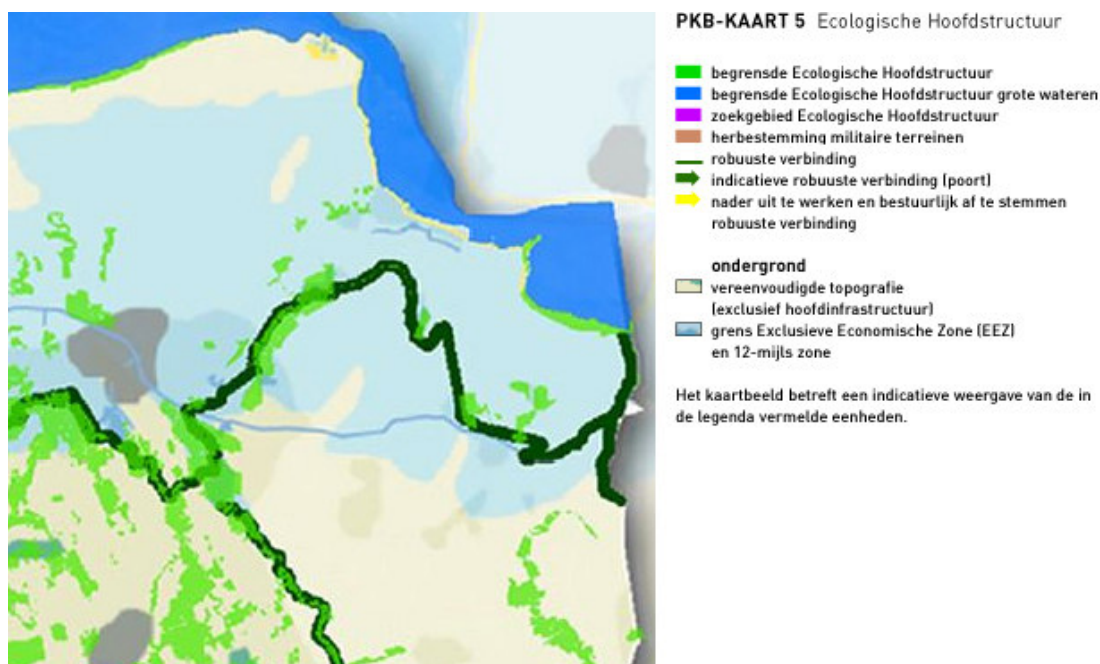 PKB-KAART 5 Ecologische Hoofdstructuur
begrensde Ecologische Hoofdstructuur
begrensde Ecologische Hoofdstructuur grote wateren
zoekgebied Ecologische Hoofdstructuur
herbestemming militaire terreinen
robuuste verbinding
indicatieve robuuste verbinding (poort)
nader uit te werken en bestuurlijk af te stemmen
robuuste verbinding
ondergrond
vereenvoudigde topografie
(exclusief hoofdinfrastructuur)
grens Exclusieve Economische Zone (EEZ)
en 12-mijls zone
Het kaartbeeld betreft een indicatieve weergave van de in
de legenda vermelde eenheden.